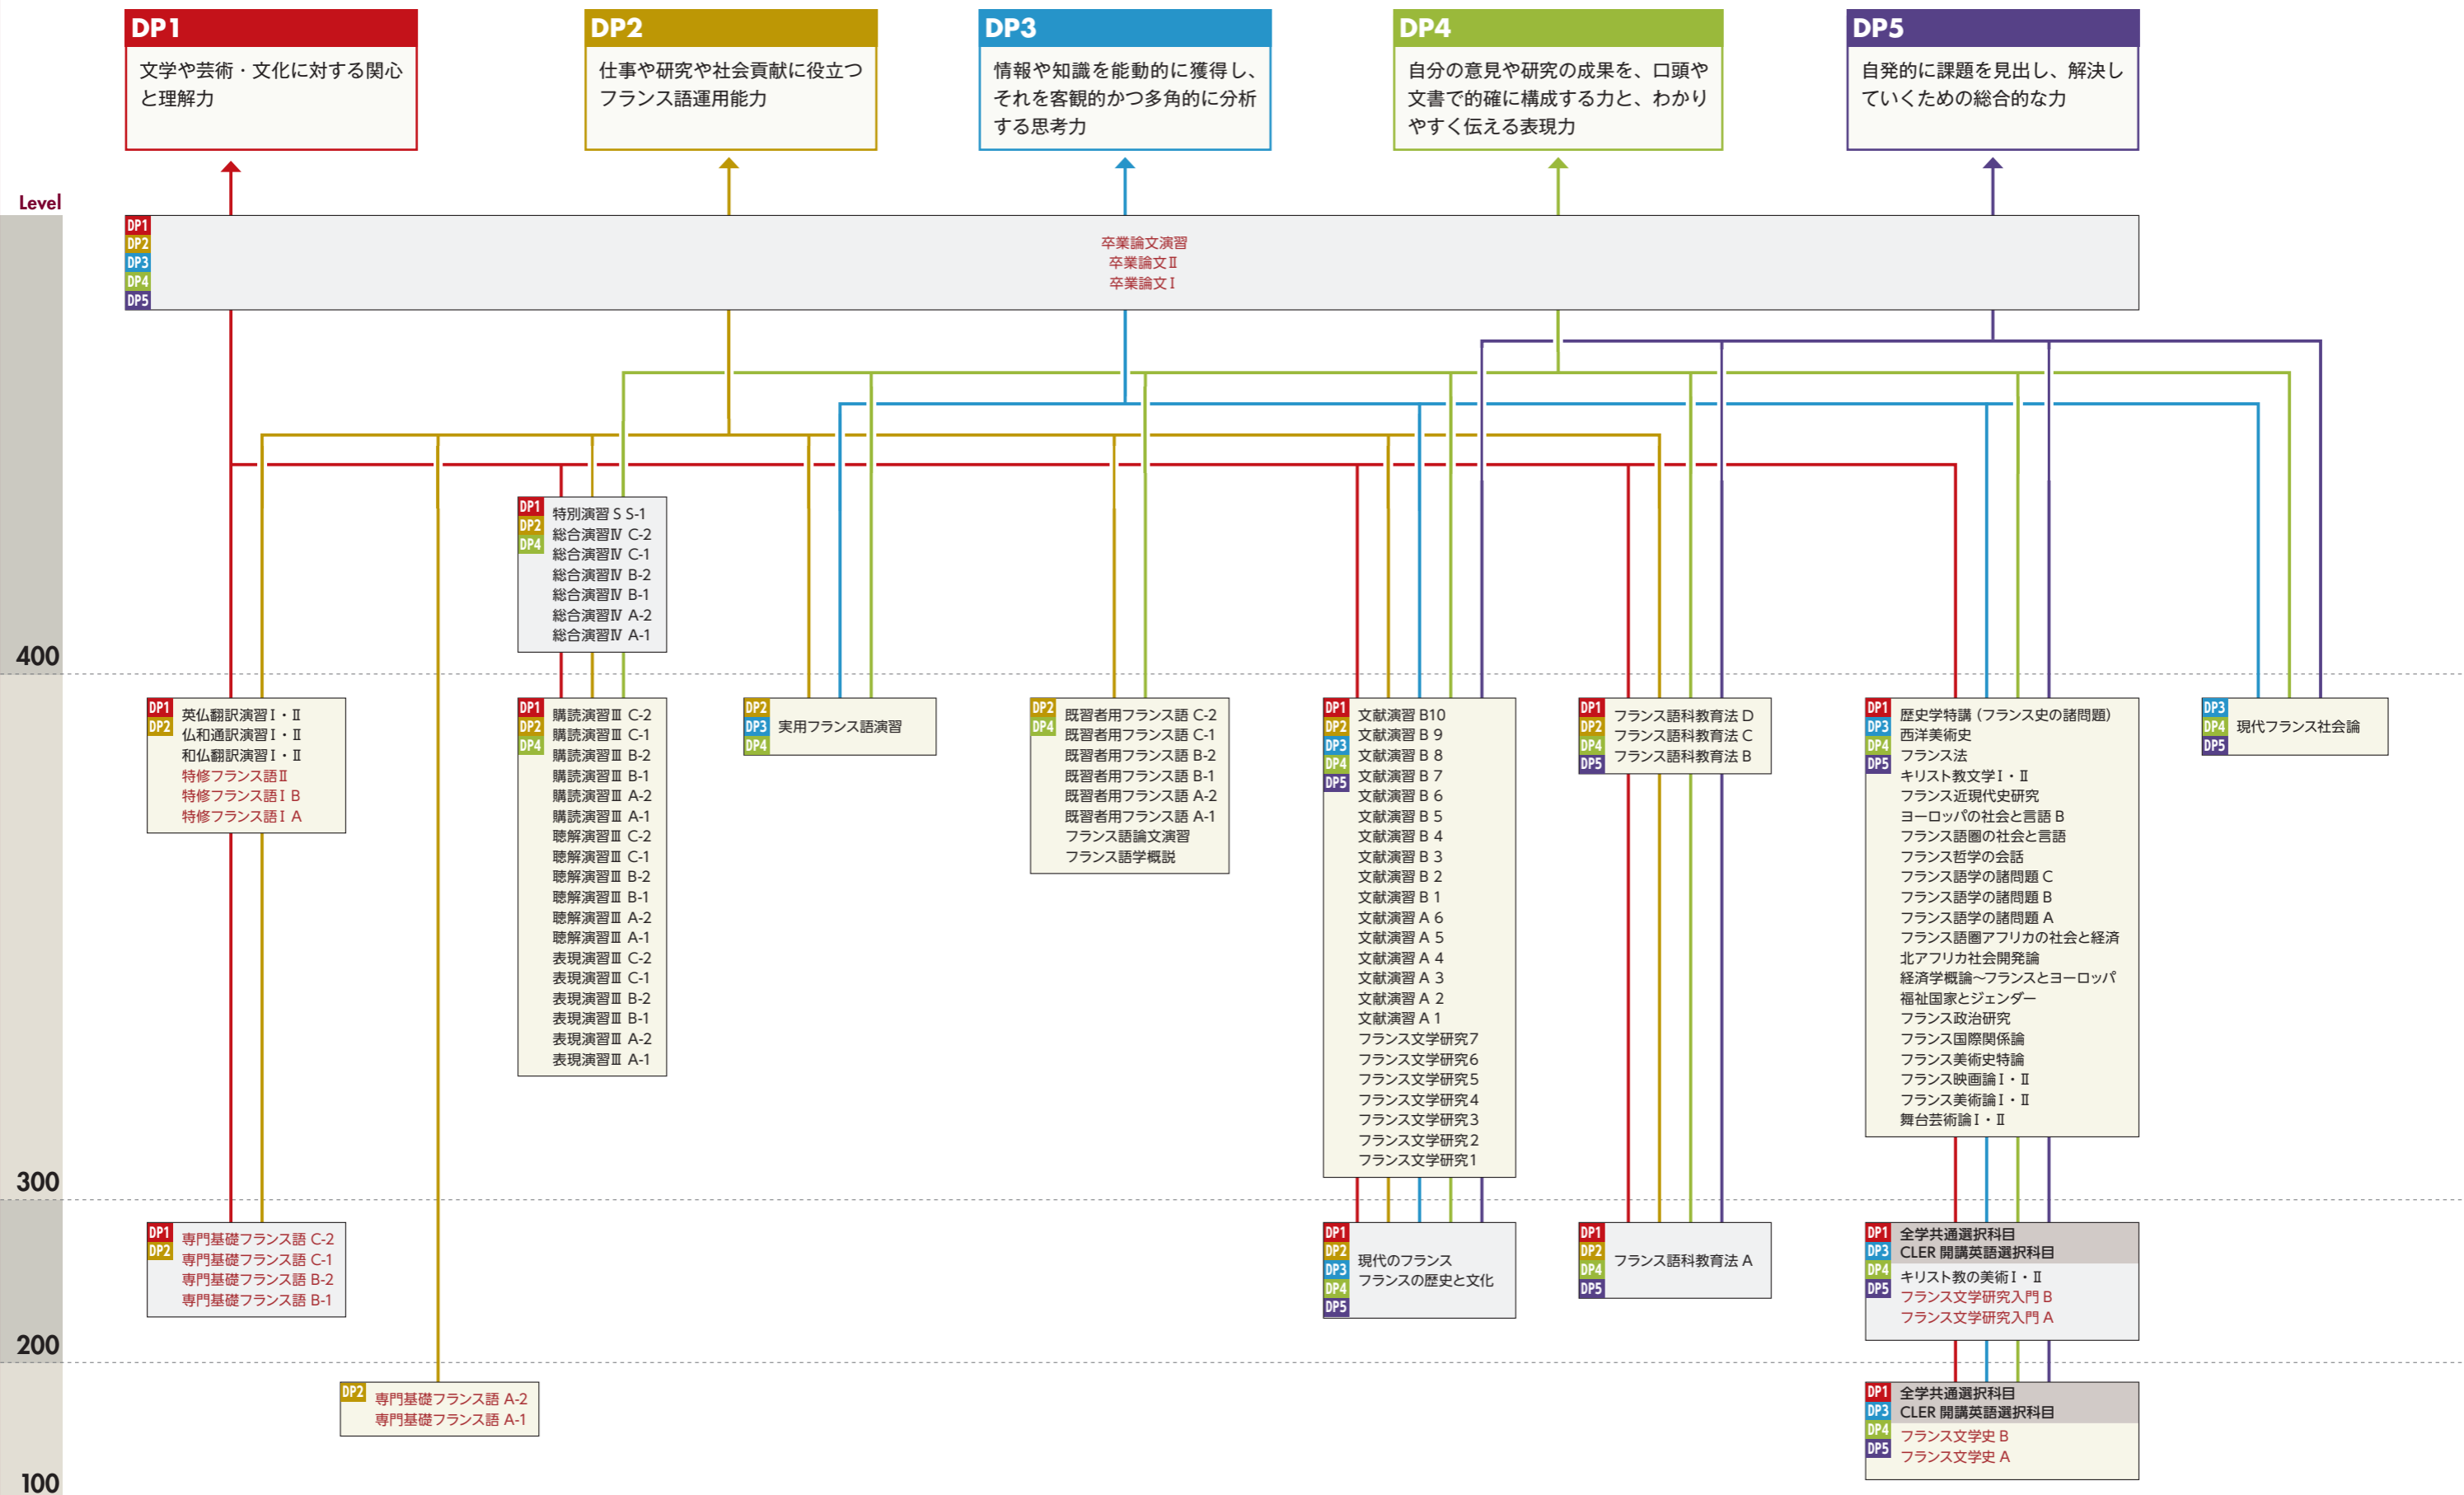 DP1
文学や芸術・文化に対する関心
と理解力
DP2
仕事や研究や社会貢献に役立つ
フランス語運用能力
DP3
情報や知識を能動的に獲得し、
それを客観的かつ多角的に分析
する思考力
DP4
自分の意見や研究の成果を、口頭や
文書で的確に構成する力と、わかり
やすく伝える表現力
DP5
自発的に課題を見出し、解決し
ていくための総合的な力
Level
DP1
DP2
DP3
DP4
DP5
卒業論文演習
卒業論文Ⅱ
卒業論文Ⅰ
DP1
DP2
DP4
特別演習 S S-1
総合演習Ⅳ C-2
総合演習Ⅳ C-1
総合演習Ⅳ B-2
総合演習Ⅳ B-1
総合演習Ⅳ A-2
総合演習Ⅳ A-1
400
DP1
DP2
英仏翻訳演習Ⅰ・Ⅱ
仏和通訳演習Ⅰ・Ⅱ
和仏翻訳演習Ⅰ・Ⅱ
特修フランス語Ⅱ
特修フランス語Ⅰ B
特修フランス語Ⅰ A
DP1
DP2
DP4
購読演習Ⅲ C-2
購読演習Ⅲ C-1
購読演習Ⅲ B-2
購読演習Ⅲ B-1
購読演習Ⅲ A-2
購読演習Ⅲ A-1
聴解演習Ⅲ C-2
聴解演習Ⅲ C-1
聴解演習Ⅲ B-2
聴解演習Ⅲ B-1
聴解演習Ⅲ A-2
聴解演習Ⅲ A-1
表現演習Ⅲ C-2
表現演習Ⅲ C-1
表現演習Ⅲ B-2
表現演習Ⅲ B-1
表現演習Ⅲ A-2
表現演習Ⅲ A-1
DP2
DP3
DP4
実用フランス語演習
DP2
DP4
既習者用フランス語 C-2
既習者用フランス語 C-1
既習者用フランス語 B-2
既習者用フランス語 B-1
既習者用フランス語 A-2
既習者用フランス語 A-1
フランス語論文演習
フランス語学概説
DP1
DP2
DP3
DP4
DP5
文献演習 B10
文献演習 B 9
文献演習 B 8
文献演習 B 7
文献演習 B 6
文献演習 B 5
文献演習 B 4
文献演習 B 3
文献演習 B 2
文献演習 B 1
文献演習 A 6
文献演習 A 5
文献演習 A 4
文献演習 A 3
文献演習 A 2
文献演習 A 1
フランス文学研究7
フランス文学研究6
フランス文学研究5
フランス文学研究4
フランス文学研究3
フランス文学研究2
フランス文学研究1
DP1
DP2
DP4
DP5
フランス語科教育法 D
フランス語科教育法 C
フランス語科教育法 B
DP1
DP3
DP4
DP5
歴史学特講（フランス史の諸問題）
西洋美術史
フランス法
キリスト教文学Ⅰ・Ⅱ
フランス近現代史研究
ヨーロッパの社会と言語 B
フランス語圏の社会と言語
フランス哲学の会話
フランス語学の諸問題 C
フランス語学の諸問題 B
フランス語学の諸問題 A
フランス語圏アフリカの社会と経済
北アフリカ社会開発論
経済学概論～フランスとヨーロッパ
福祉国家とジェンダー
フランス政治研究
フランス国際関係論
フランス美術史特論
フランス映画論Ⅰ・Ⅱ
フランス美術論Ⅰ・Ⅱ
舞台芸術論Ⅰ・Ⅱ
DP3
DP4
DP5
現代フランス社会論
300
DP1
DP2
専門基礎フランス語 C-2
専門基礎フランス語 C-1
専門基礎フランス語 B-2
専門基礎フランス語 B-1
DP1
DP2
DP3
DP4
DP5
現代のフランス
フランスの歴史と文化
DP1
DP2
DP4
DP5
フランス語科教育法 A
DP1
DP3
DP4
DP5
全学共通選択科目
CLER 開講英語選択科目
キリスト教の美術Ⅰ・Ⅱ
フランス文学研究入門 B
フランス文学研究入門 A
200
DP2
専門基礎フランス語 A-2
専門基礎フランス語 A-1
DP1
DP3
DP4
DP5
全学共通選択科目
CLER 開講英語選択科目
フランス文学史 B
フランス文学史 A
100